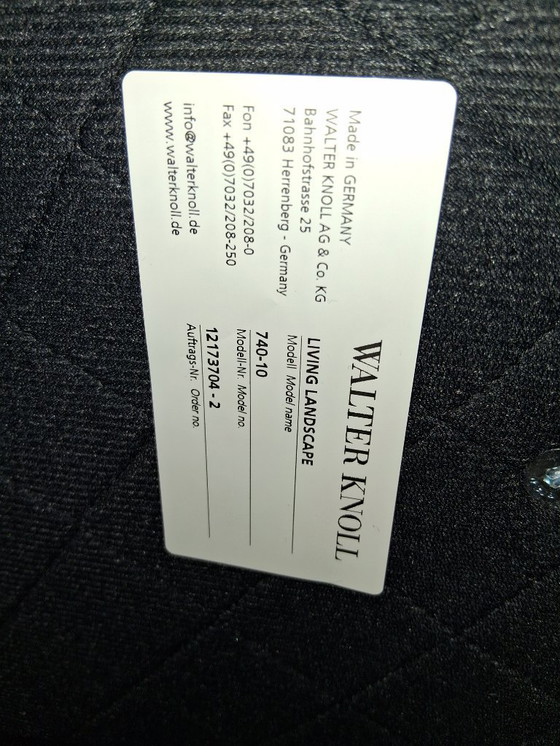 Made in GERMANY
WALTER KNOLL AG & Co. KG
Bahnhofstrasse 25
71083 Herrenberg - Germany
Fon +49(0)7032/208-0
Fax +49(0)7032/208-250
info@walterknoll.de
www.walterknoll.de
WALTER KNOLL
LIVING LANDSCAPE
Modell Model name
740-10
Modell-Nr. Model no.
12173704 - 2
Auftrags-Nr. Order no.